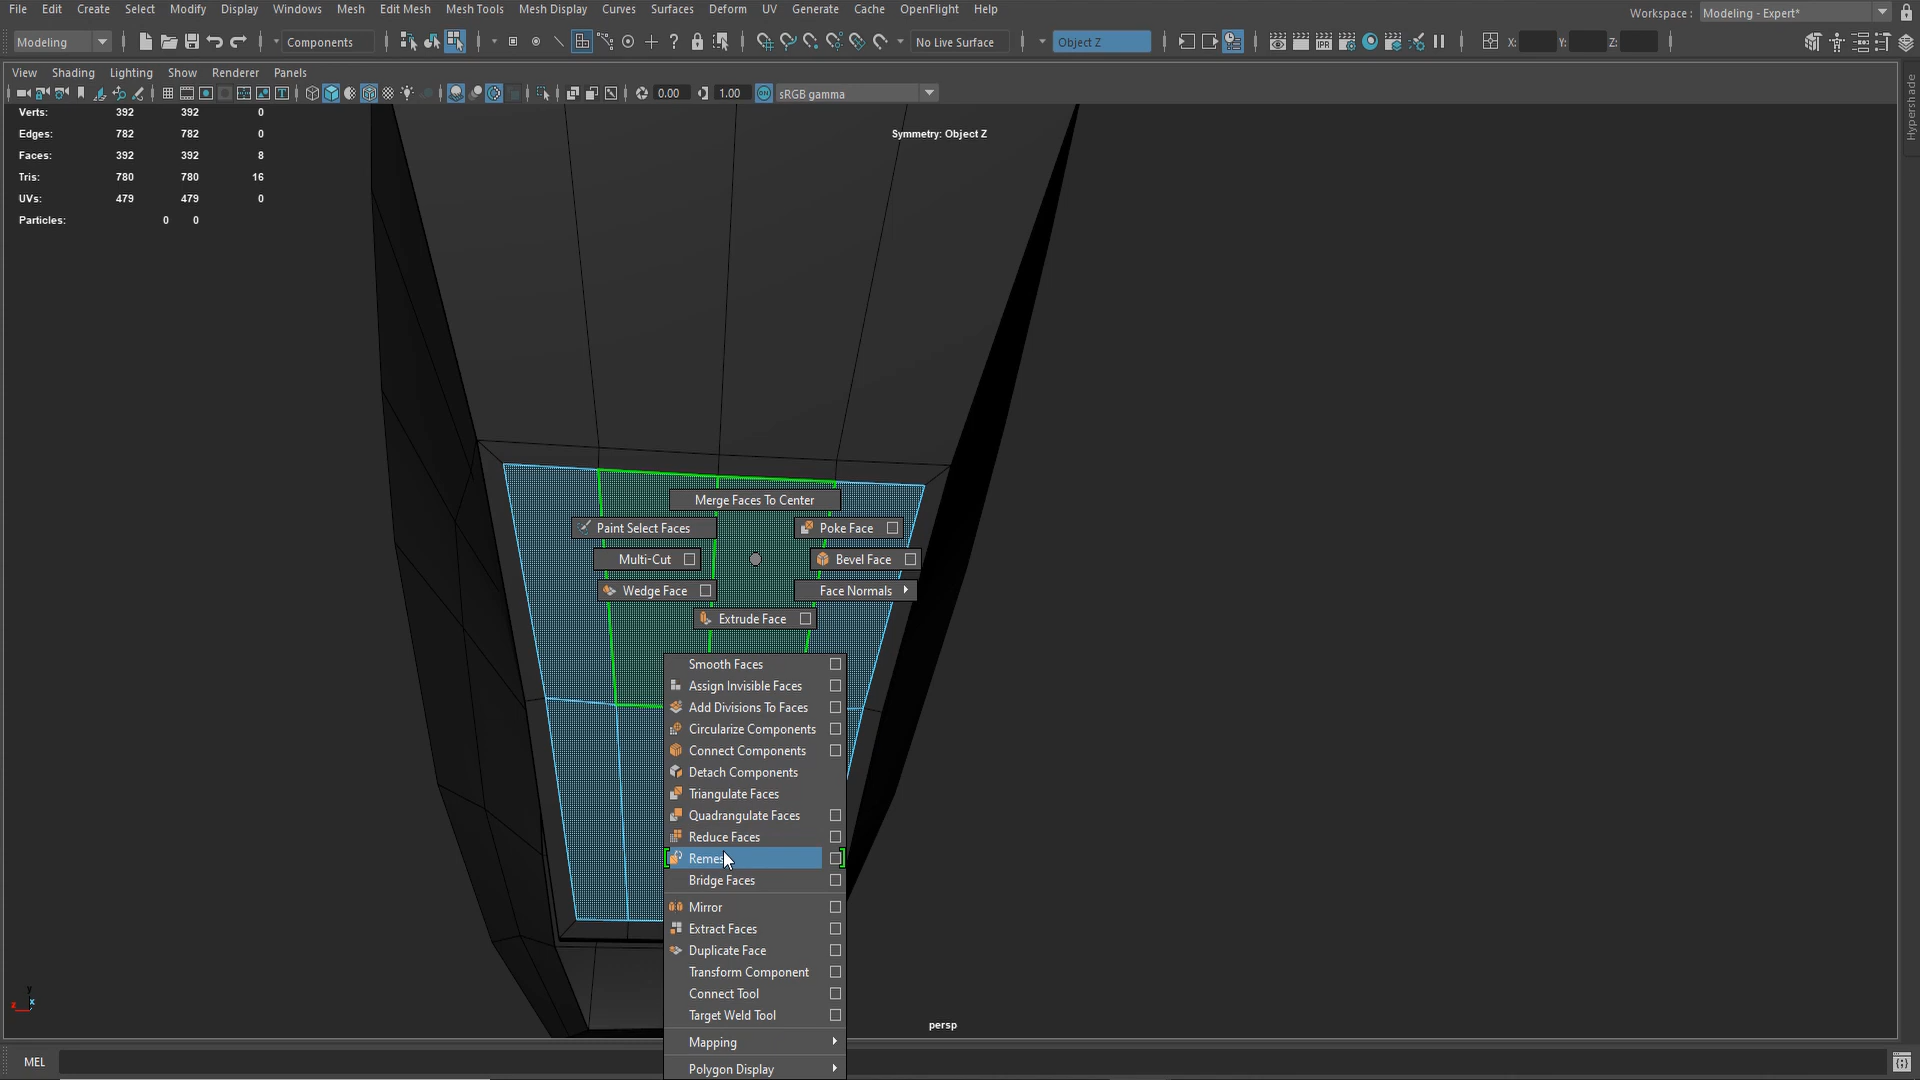 File Edit Create Select Modify Display Windows Mesh Edit Mesh Mesh Tools Mesh Display Curves Surfaces Deform UV Generate Cache OpenFlight Help
Workspace : Modeling - Expert*
Modeling Components No Live Surface Object Z X: Y: Z:
View Shading Lighting Show Renderer Panels
0.00 1.00 ON sRGB gamma
Hypershade
Verts: 392 392 0
Edges: 782 782 0
Faces: 392 392 8
Tris: 780 780 16
UVs: 479 479 0
Particles: 0 0
Symmetry: Object Z
Merge Faces To Center
Paint Select Faces
Poke Face
Multi-Cut
Bevel Face
Wedge Face
Face Normals
Extrude Face
Smooth Faces
Assign Invisible Faces
Add Divisions To Faces
Circularize Components
Connect Components
Detach Components
Triangulate Faces
Quadrangulate Faces
Reduce Faces
Remes
Bridge Faces
Mirror
Extract Faces
Duplicate Face
Transform Component
Connect Tool
Target Weld Tool
Mapping
Polygon Display
y
z x
persp
MEL